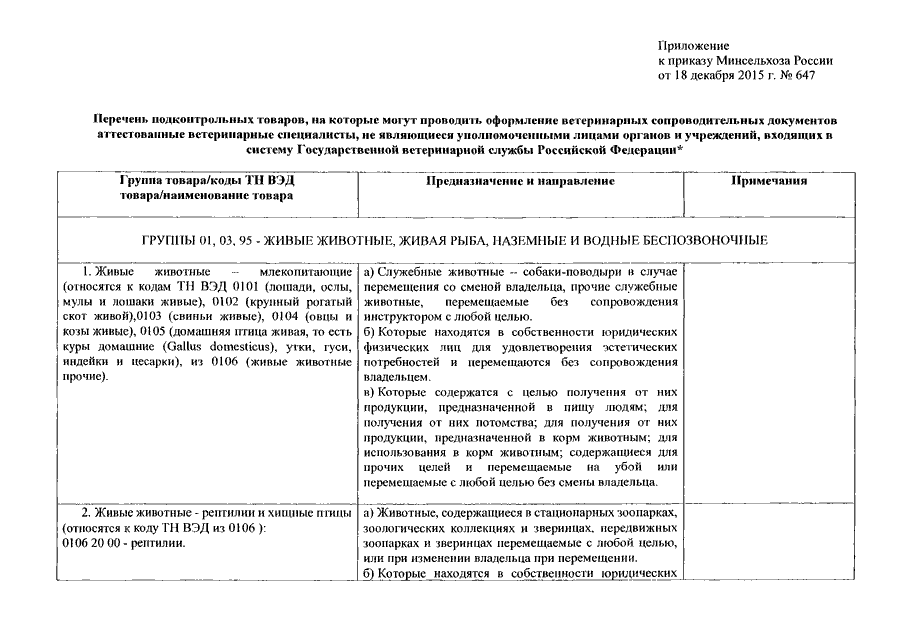 Приложение
к приказу Минсельхоза России
от 18 декабря 2015 г. № 647
Перечень подконтрольных товаров, на которые могут проводить оформление ветеринарных сопроводительных документов
аттестованные ветеринарные специалисты, не являющиеся уполномоченными лицами органов и учреждений, входящих в
систему Государственной ветеринарной службы Российской Федерации*
Группа товара/коды ТН ВЭД
товара/наименование товара
Предназначение и направление
Примечания
ГРУППЫ 01, 03, 95 - ЖИВЫЕ ЖИВОТНЫЕ, ЖИВАЯ РЫБА, НАЗЕМНЫЕ И ВОДНЫЕ БЕСПОЗВОНОЧНЫЕ
1. Живые животные – млекопитающие
(относятся к кодам ТН ВЭД 0101 (лошади, ослы,
мулы и лошаки живые), 0102 (крупный рогатый
скот живой),0103 (свиньи живые), 0104 (овцы и
козы живые), 0105 (домашняя птица живая, то есть
куры домашние (Gallus domesticus), утки, гуси,
индейки и цесарки), из 0106 (живые животные
прочие).
а) Служебные животные – собаки-поводыри в случае
перемещения со сменой владельца, прочие служебные
животные, перемещаемые без сопровождения
инструктором с любой целью.
б) Которые находятся в собственности юридических
физических лиц для удовлетворения эстетических
потребностей и перемещаются без сопровождения
владельцем.
в) Которые содержатся с целью получения от них
продукции, предназначенной в пищу людям; для
получения от них потомства; для получения от них
продукции, предназначенной в корм животным; для
использования в корм животным; содержащиеся для
прочих целей и перемещаемые на убой или
перемещаемые с любой целью без смены владельца.
2. Живые животные - рептилии и хищные птицы
(относятся к коду ТН ВЭД из 0106 ):
0106 20 00 - рептилии.
а) Животные, содержащиеся в стационарных зоопарках,
зоологических коллекциях и зверинцах, передвижных
зоопарках и зверинцах перемещаемые с любой целью,
или при изменении владельца при перемещении.
б) Которые находятся в собственности юридических